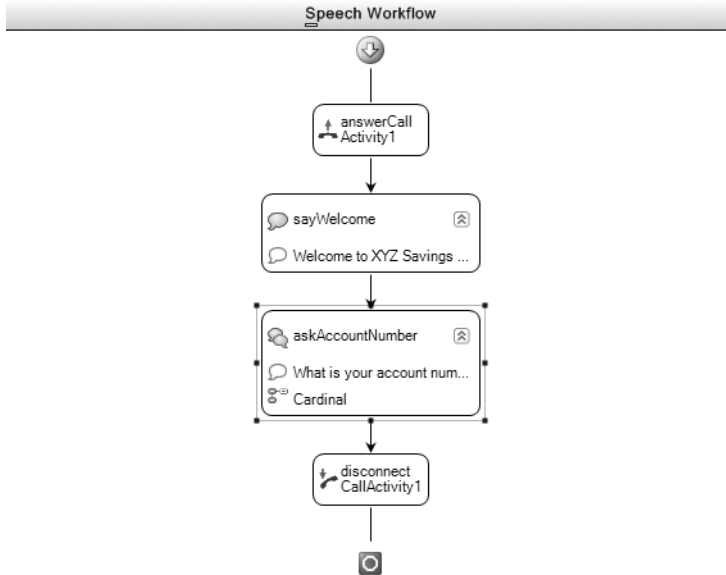 Speech Workflow
answerCall
Activity1
sayWelcome
Welcome to XYZ Savings ...
askAccountNumber
What is your account num...
Cardinal
disconnect
CallActivity1